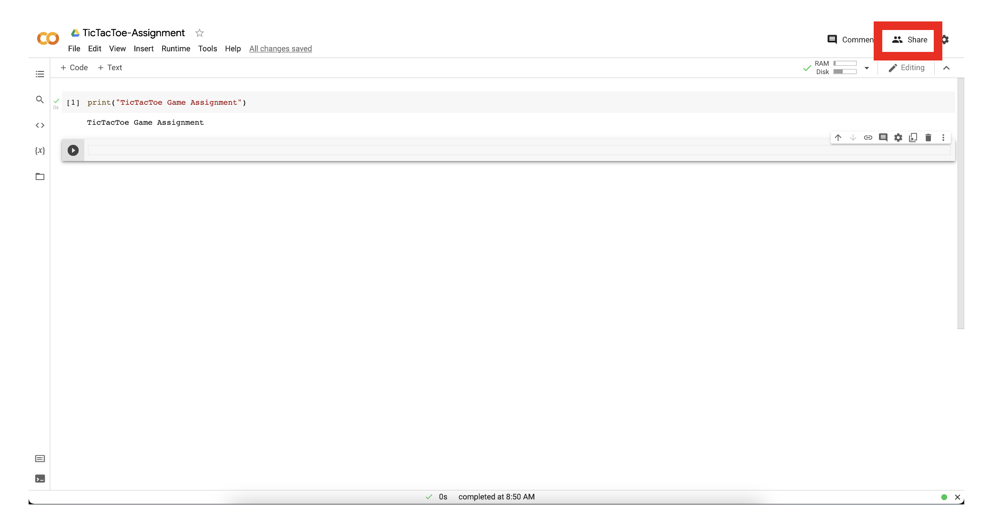 TicTacToe-Assignment
File Edit View Insert Runtime Tools Help All changes saved
Commen
Share
+ Code + Text
RAM
Disk
Editing
[1] print("TicTacToe Game Assignment")
0s
TicTacToe Game Assignment
{x}
0s completed at 8:50 AM